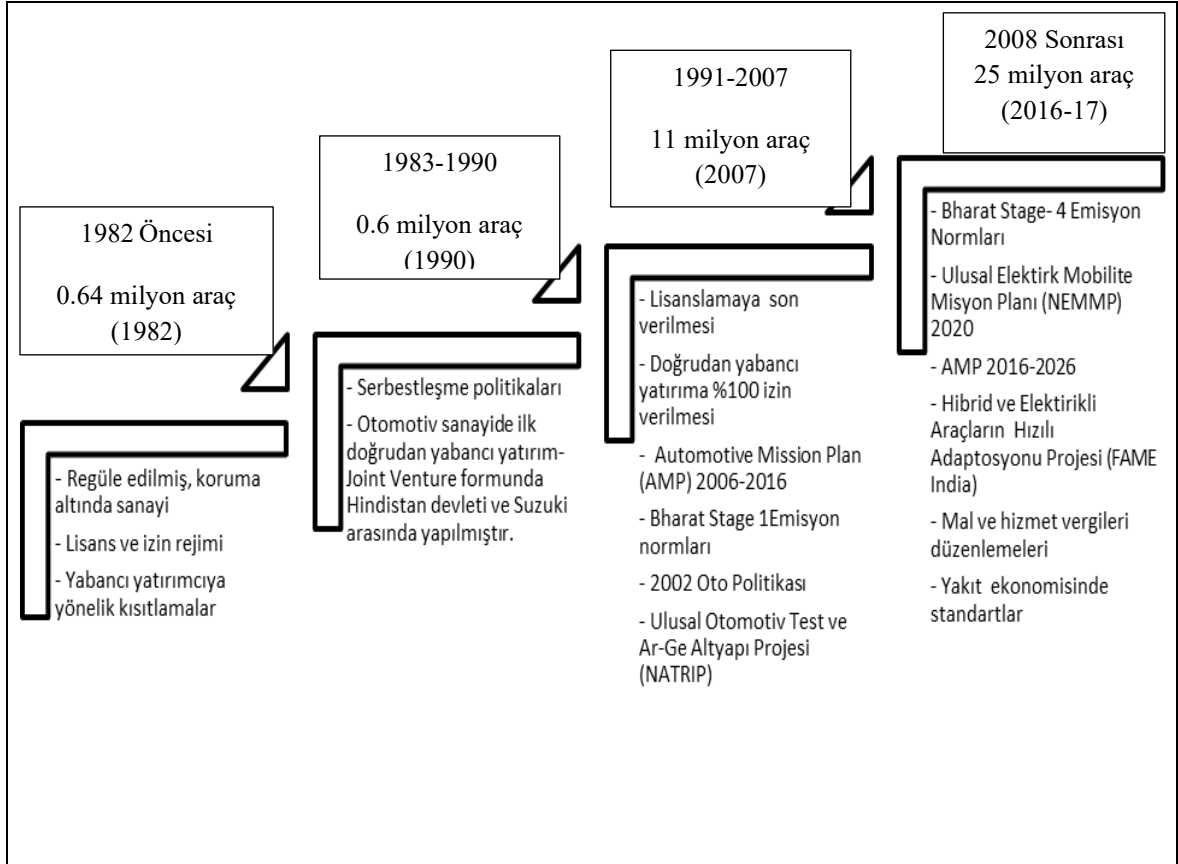 1982 Öncesi
0.64 milyon araç
(1982)
- Regüle edilmiş, koruma
altında sanayi
- Lisans ve izin rejimi
- Yabancı yatırımcıya
yönelik kısıtlamalar
1983-1990
0.6 milyon araç
(1990)
- Serbestleşme politikaları
- Otomotiv sanayide ilk
doğrudan yabancı yatırım-
Joint Venture formunda
Hindistan devleti ve Suzuki
arasında yapılmıştır.
1991-2007
11 milyon araç
(2007)
- Lisanslamaya son
verilmesi
- Doğrudan yabancı
yatırıma %100 izin
verilmesi
- Automotive Mission Plan
(AMP) 2006-2016
- Bharat Stage 1Emisyon
normları
- 2002 Oto Politikası
- Ulusal Otomotiv Test ve
Ar-Ge Altyapı Projesi
(NATRIP)
2008 Sonrası
25 milyon araç
(2016-17)
- Bharat Stage- 4 Emisyon
Normları
- Ulusal Elektirk Mobilite
Misyon Planı (NEMMP)
2020
- AMP 2016-2026
- Hibrid ve Elektirikli
Araçların Hızılı
Adaptosyonu Projesi (FAME
India)
- Mal ve hizmet vergileri
düzenlemeleri
- Yakıt ekonomisinde
standartlar